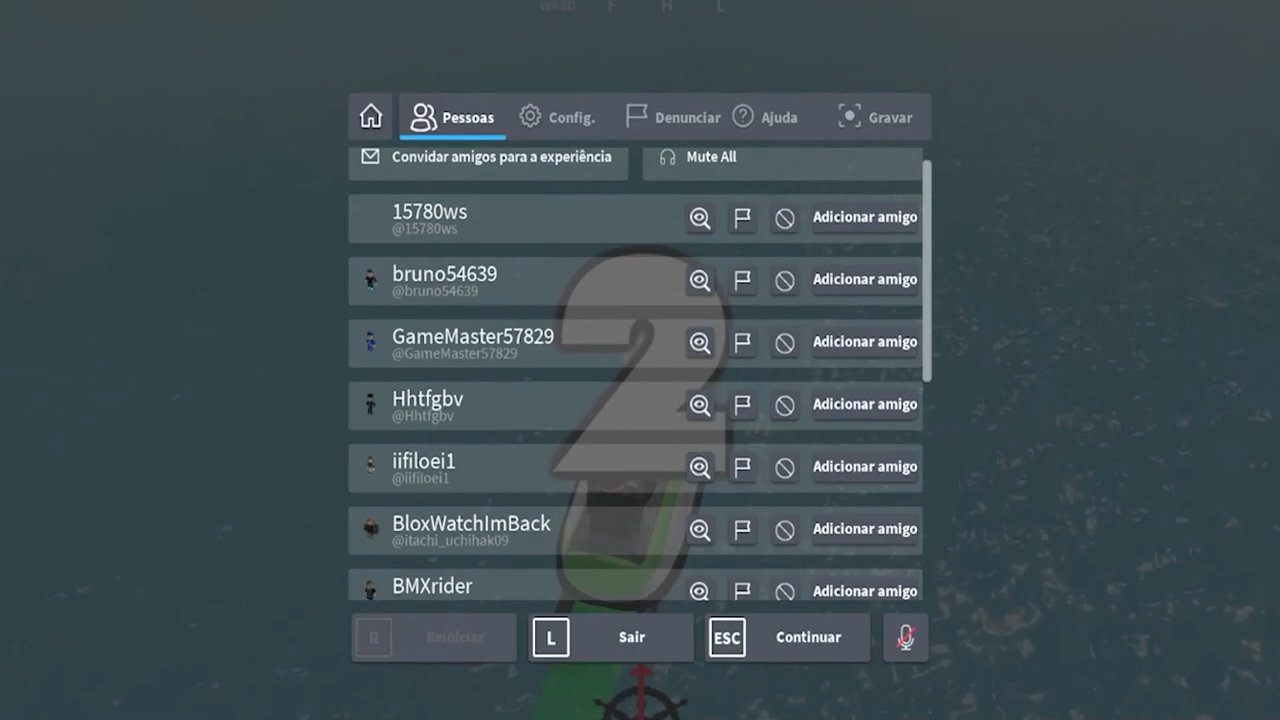 WASD F H L
Pessoas Config. Denunciar Ajuda Gravar
Convidar amigos para a experiência Mute All
15780ws
@15780ws
Adicionar amigo
bruno54639
@bruno54639
Adicionar amigo
GameMaster57829
@GameMaster57829
Adicionar amigo
Hhtfgbv
@Hhtfgbv
Adicionar amigo
iifiloei1
@iifiloei1
Adicionar amigo
BloxWatchImBack
@itachi_uchihak09
Adicionar amigo
BMXrider
Adicionar amigo
2
R Reiniciar L Sair ESC Continuar